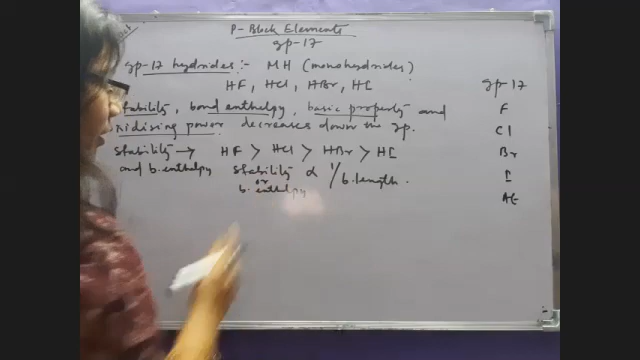 P-Block Elements
gp-17
gp-17 hydrides:- MH (monohydrides)
HF, HCl, HBr, HI
stability, bond enthalpy, basic property and
oxidising power decreases down the gp.
stability → HF > HCl > HBr > HI
and b.enthalpy stability or b.enthalpy ∝ 1/b.length.
gp-17
F
Cl
Br
I
At